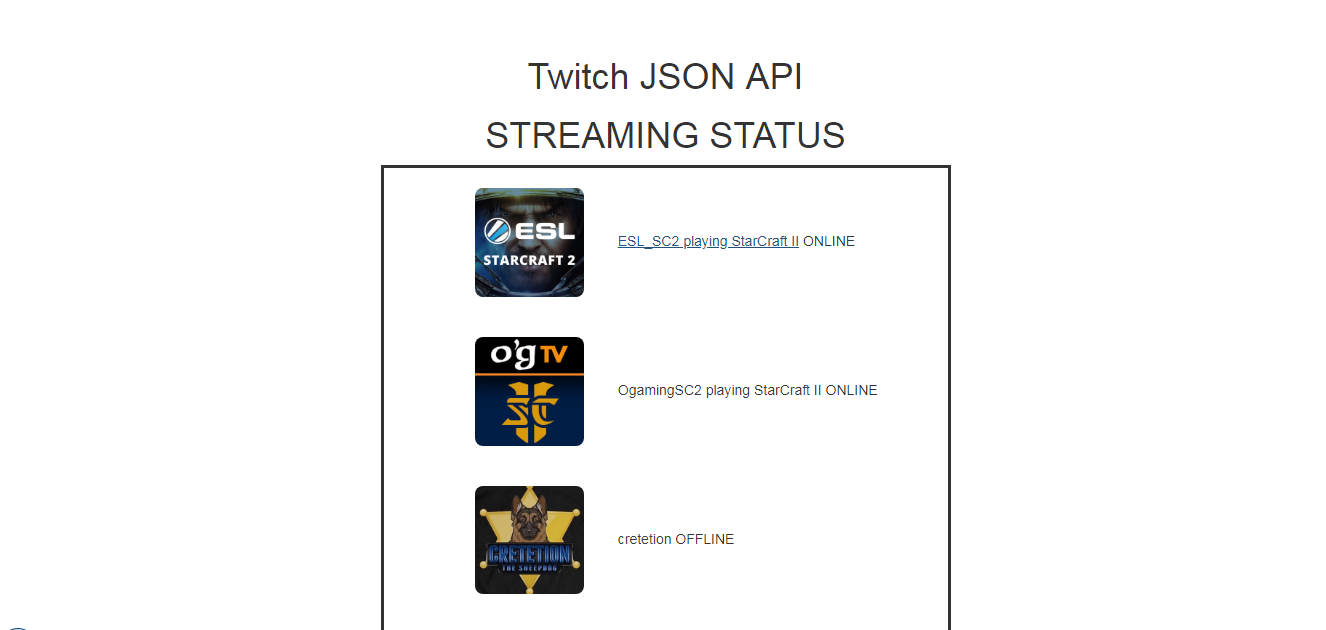 Twitch JSON API
STREAMING STATUS
ESL
STARCRAFT 2
ESL_SC2 playing StarCraft II ONLINE
o'g TV
SC
II
OgamingSC2 playing StarCraft II ONLINE
CRETETION
THE SHEEPDOG
cretetion OFFLINE